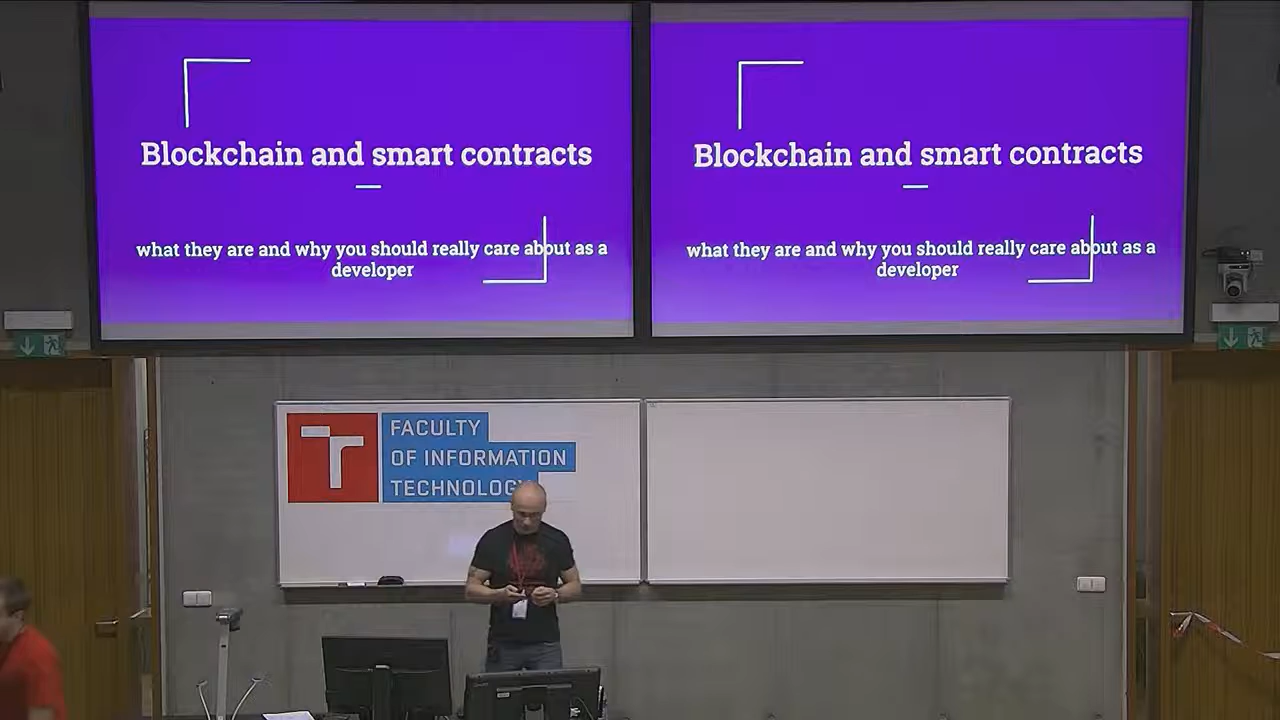 Blockchain and smart contracts
what they are and why you should really care about as a
developer
Blockchain and smart contracts
what they are and why you should really care about as a
developer
FACULTY
OF INFORMATION
TECHNOLOGY